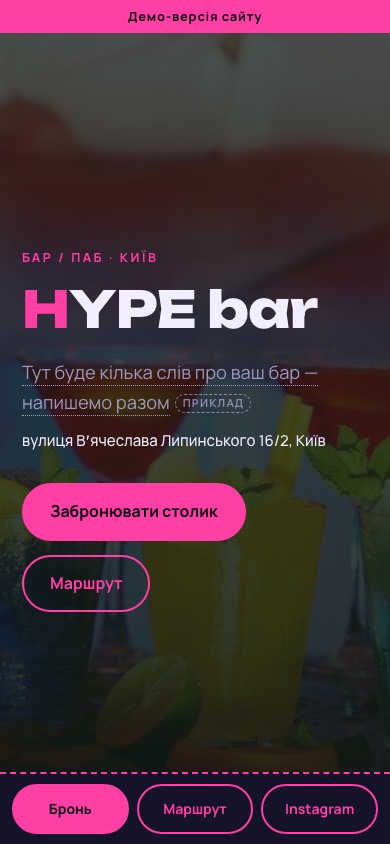 Демо-версія сайту
БАР / ПАБ · КИЇВ
HYPE bar
Тут буде кілька слів про ваш бар —
напишемо разом ПРИКЛАД
вулиця Вʼячеслава Липинського 16/2, Київ
Забронювати столик
Маршрут
Бронь Маршрут Instagram